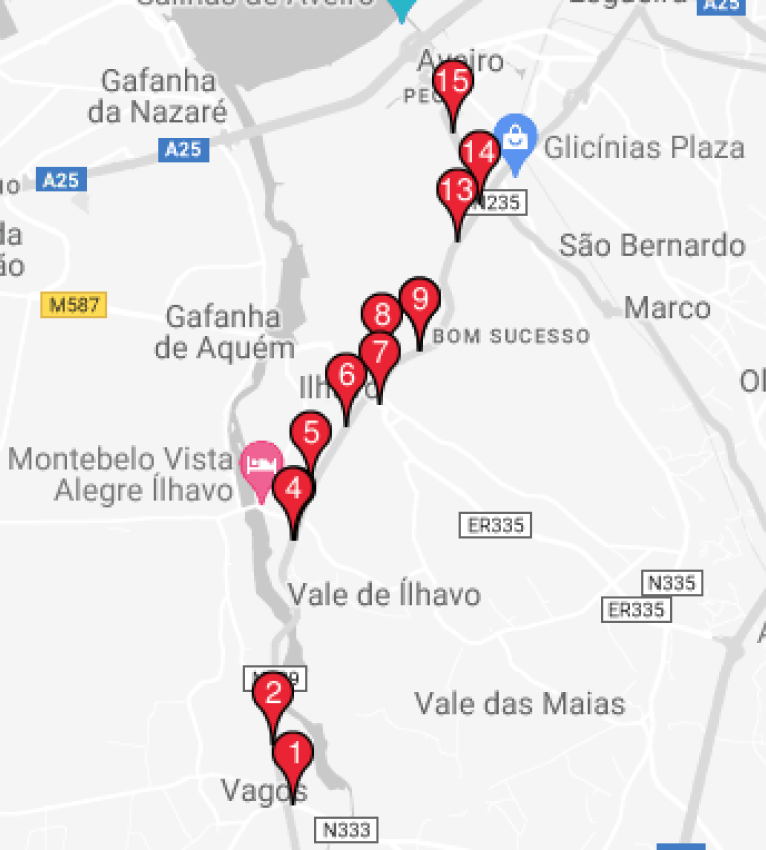 Salinas de Aveiro
A25
Aveiro
15
Gafanha
da Nazaré
A25
14
Glicínias Plaza
A25
13
N235
São Bernardo
M587
9
Marco
Gafanha
de Aquém
8
BOM SUCESSO
7
6
Ílhavo
5
Montebelo Vista
Alegre Ílhavo
4
ER335
N335
Vale de Ílhavo
ER335
2
Vale das Maias
1
Vagos
N333